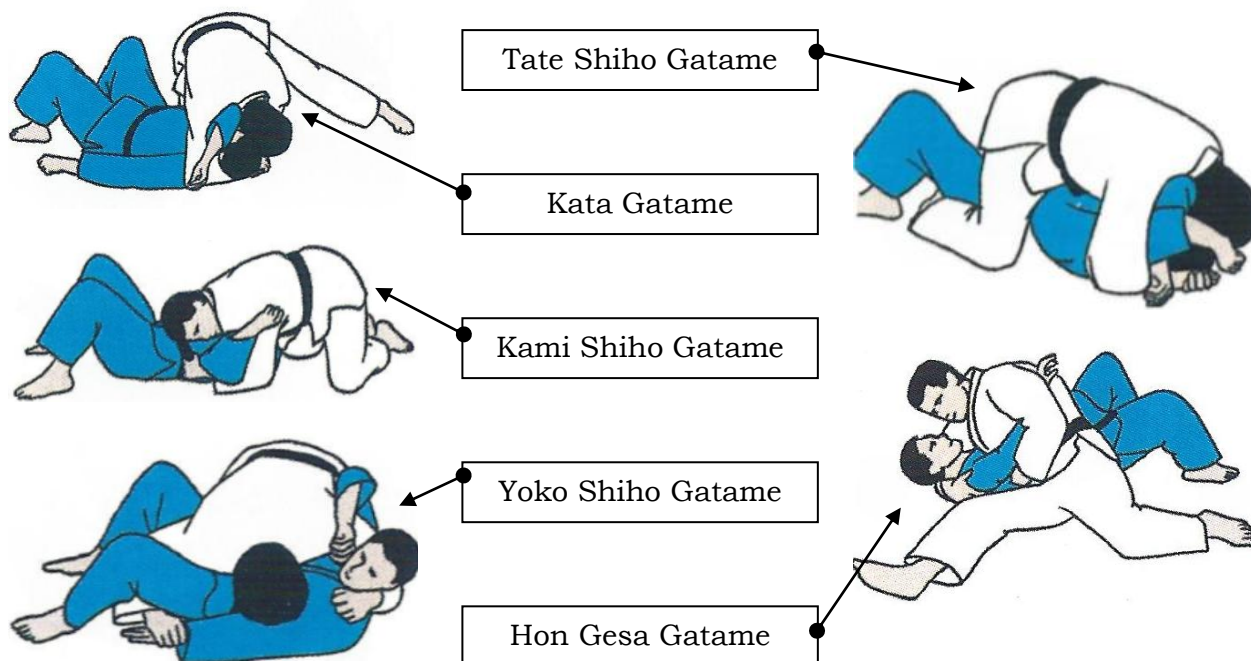 Tate Shiho Gatame
Kata Gatame
Kami Shiho Gatame
Yoko Shiho Gatame
Hon Gesa Gatame